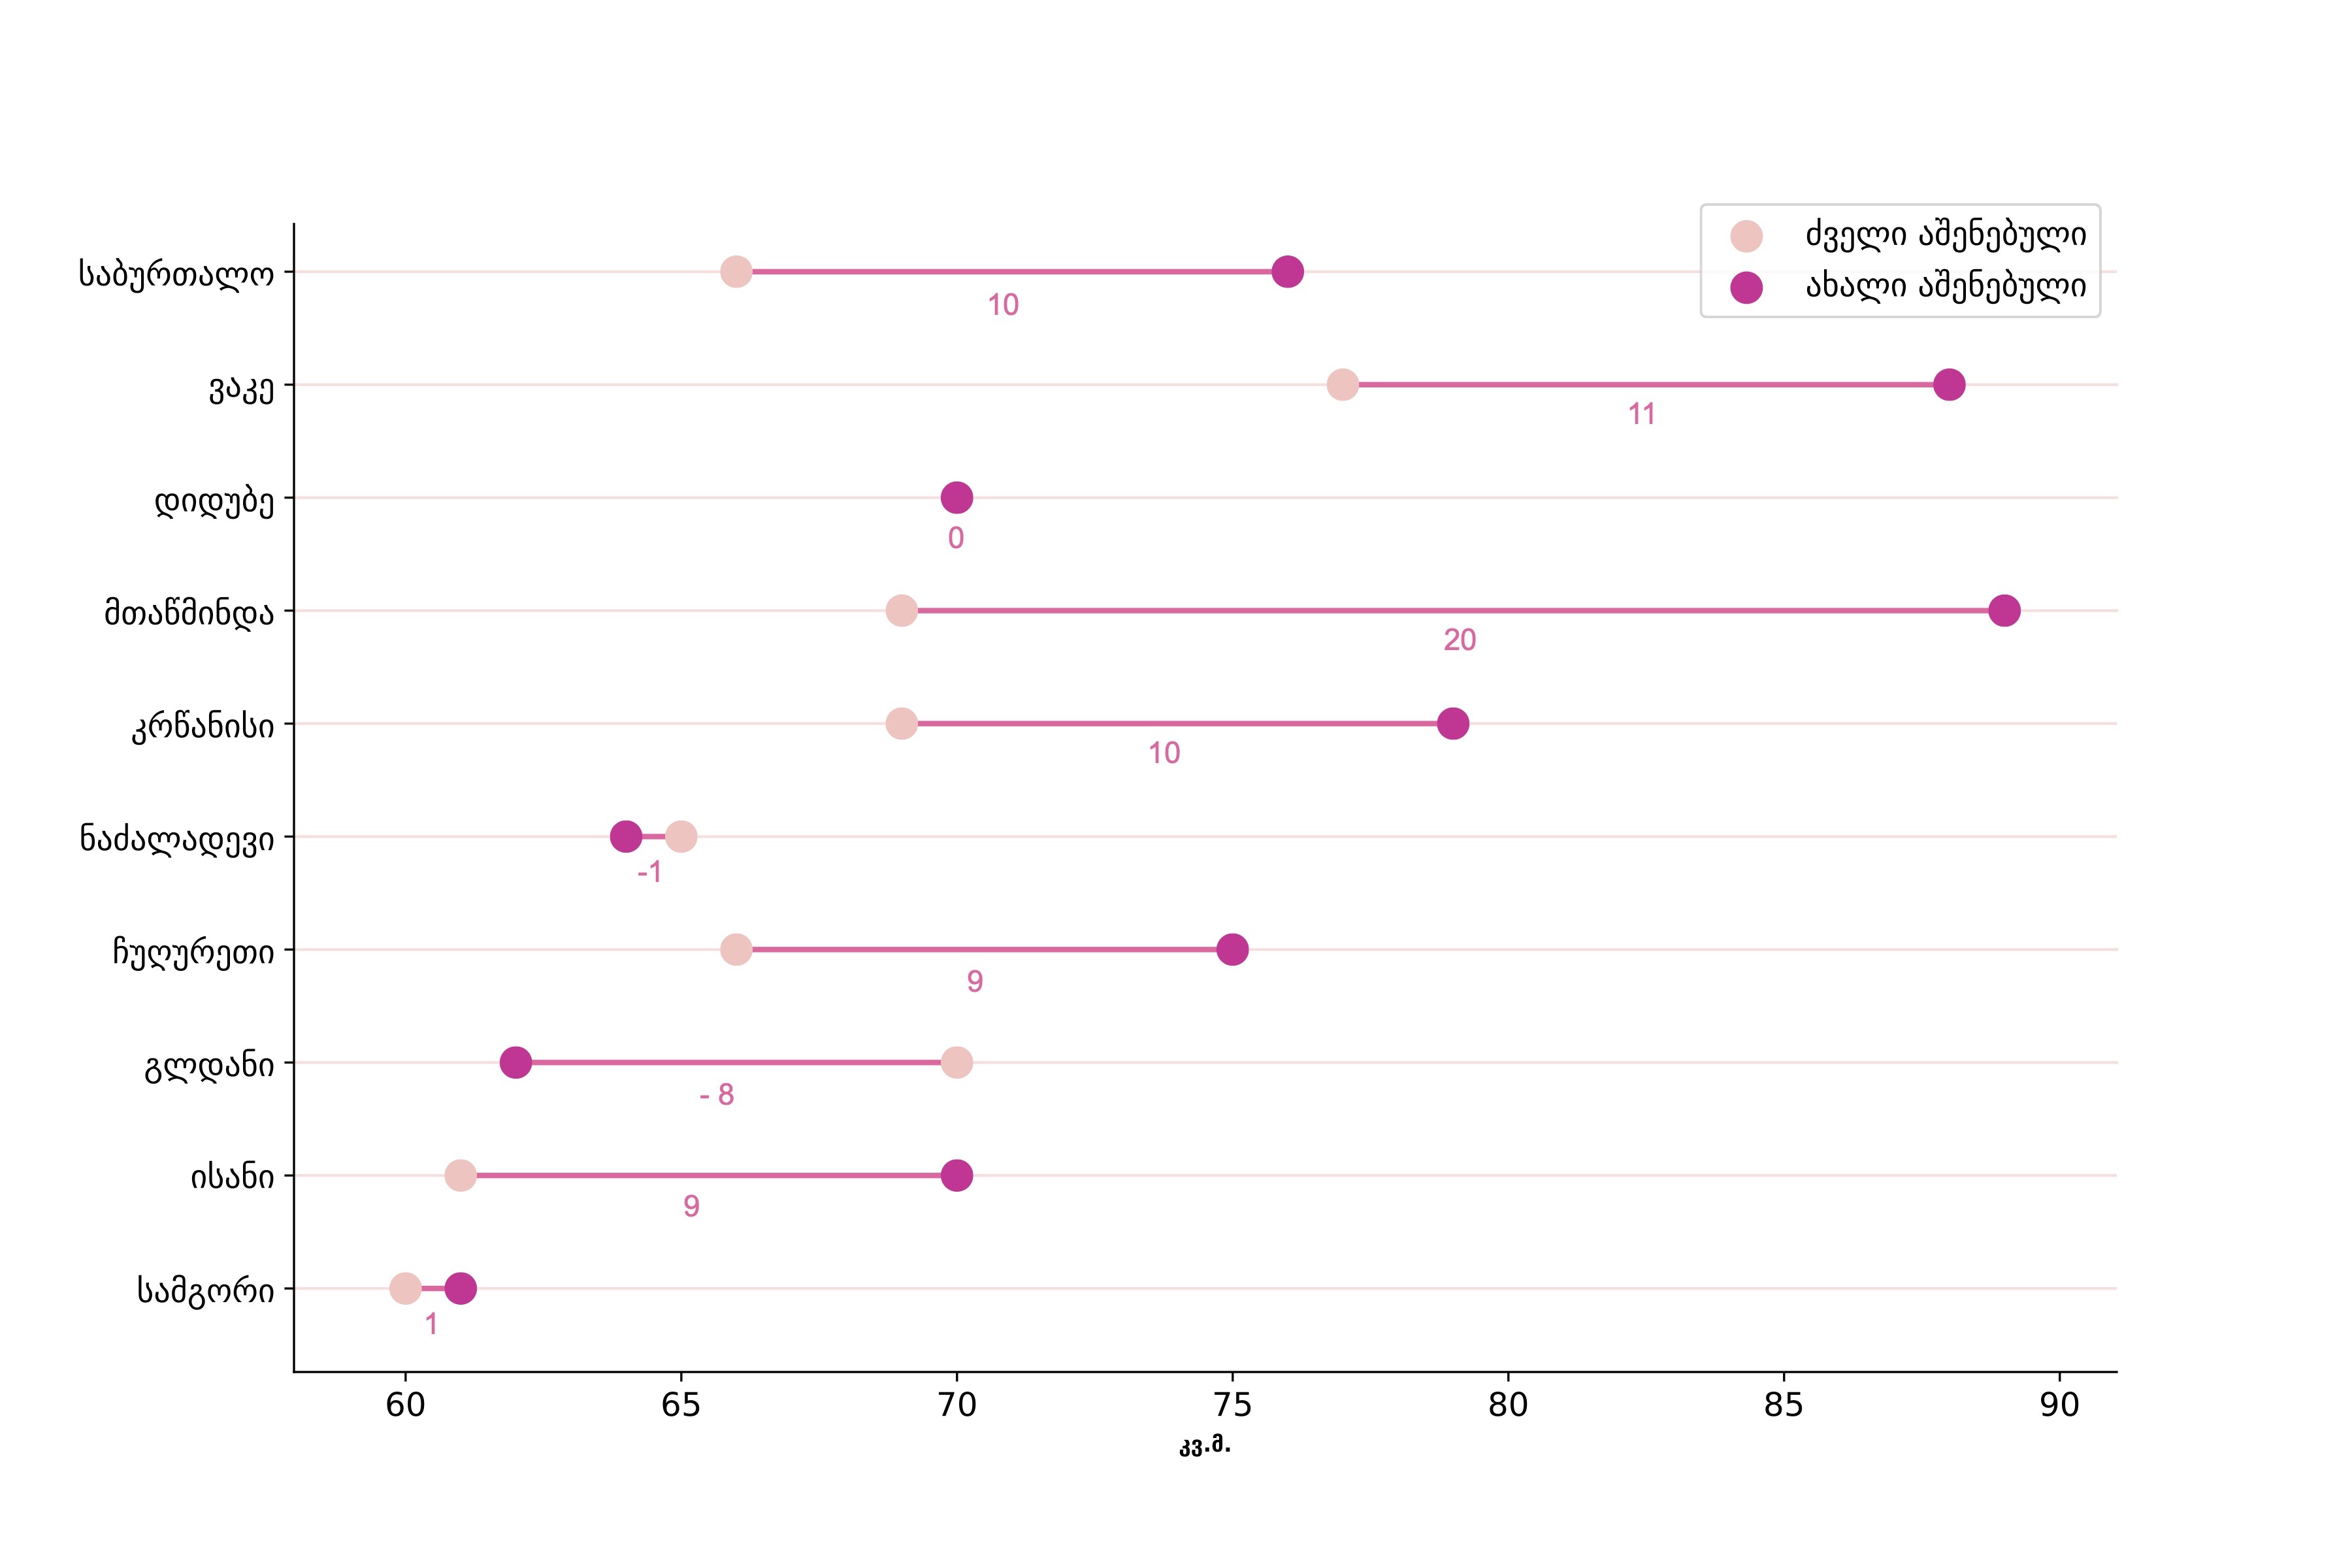 ძველი აშენებული
ახალი აშენებული
საბურთალო
10
ვაკე
11
დიდუბე
0
მთაწმინდა
20
კრწანისი
10
ნაძალადევი
-1
ჩუღურეთი
9
გლდანი
- 8
ისანი
9
სამგორი
1
60 65 70 75 80 85 90
კვ.მ.